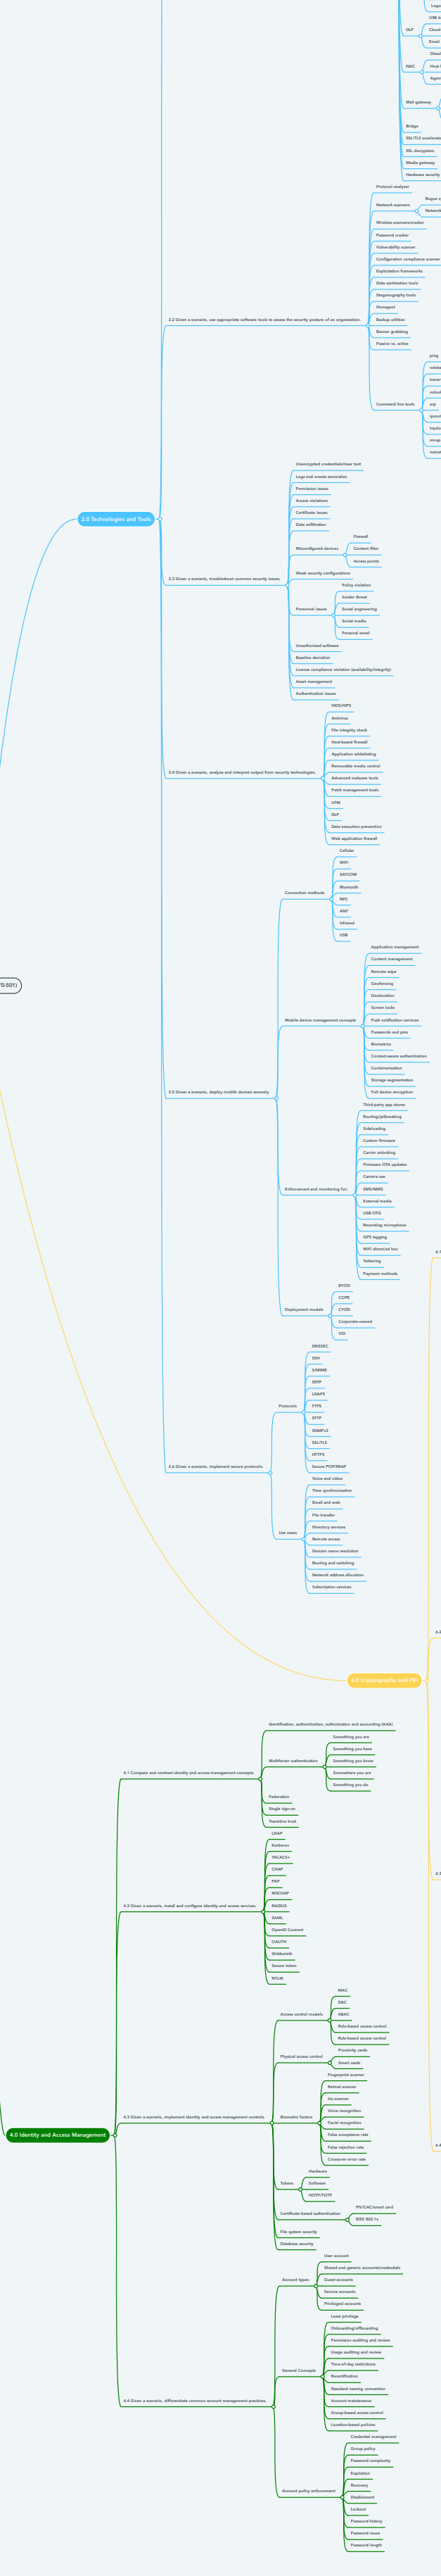 USB b
DLP
Cloud
Email
NAC
Host
Agen
Mail gateway
Bridge
SSL/TLS accelerato
SSL decryptors
Media gateway
Hardware security
Protocol analyzer
Network scanners
Rogue s
Network
Wireless scanners/cracker
Password cracker
Vulnerability scanner
Configuration compliance scanner
Exploitation frameworks
Data sanitization tools
Steganography tools
Honeypot
2.2 Given a scenario, use appropriate software tools to assess the security posture of an organization.
Backup utilities
Banner grabbing
Passive vs. active
ping
netsta
tracer
nslook
Command line tools
arp
ipconf
tcpdu
nmap
netcat
Unencrypted credentials/clear text
Logs and events anomalies
Permission issues
Access violations
Certificate issues
2.0 Technologies and Tools
Data exfiltration
Misconfigured devices
Firewall
Content filter
Access points
Weak security configurations
2.3 Given a scenario, troubleshoot common security issues.
Personnel issues
Policy violation
Insider threat
Social engineering
Social media
Personal email
Unauthorized software
Baseline deviation
License compliance violation (availability/integrity)
Asset management
Authentication issues
HIDS/HIPS
Antivirus
File integrity check
Host-based firewall
Application whitelisting
Removable media control
2.4 Given a scenario, analyze and interpret output from security technologies.
Advanced malware tools
Patch management tools
UTM
DLP
Data execution prevention
Web application firewall
Connection methods
Cellular
WiFi
SATCOM
Bluetooth
NFC
ANT
Infrared
USB
Mobile device management concepts
Application management
Content management
Remote wipe
Geofencing
Geolocation
Screen locks
Push notification services
Passwords and pins
Biometrics
Context-aware authentication
Containerization
Storage segmentation
Full device encryption
0-501)
2.5 Given a scenario, deploy mobile devices securely.
Enforcement and monitoring for:
Third-party app stores
Rooting/jailbreaking
Sideloading
Custom firmware
Carrier unlocking
Firmware OTA updates
Camera use
SMS/MMS
External media
USB OTG
Recording microphone
GPS tagging
WiFi direct/ad hoc
Tethering
Payment methods
Deployment models
BYOD
COPE
CYOD
Corporate-owned
VDI
Protocols
DNSSEC
SSH
S/MIME
SRTP
LDAPS
FTPS
SFTP
SNMPv3
SSL/TLS
HTTPS
Secure POP/IMAP
2.6 Given a scenario, implement secure protocols.
Use cases
Voice and video
Time synchronization
Email and web
File transfer
Directory services
Remote access
Domain name resolution
Routing and switching
Network address allocation
Subscription services
6.1
6.2
6.0 Cryptography and PKI
6.3
6.4
Identification, authentication, authorization and accounting (AAA)
4.1 Compare and contrast identity and access management concepts
Multifactor authentication
Something you are
Something you have
Something you know
Somewhere you are
Something you do
Federation
Single sign-on
Transitive trust
LDAP
Kerberos
TACACS+
CHAP
PAP
MSCHAP
4.2 Given a scenario, install and configure identity and access services.
RADIUS
SAML
OpenID Connect
OAUTH
Shibboleth
Secure token
NTLM
Access control models
MAC
DAC
ABAC
Role-based access control
Rule-based access control
Physical access control
Proximity cards
Smart cards
4.0 Identity and Access Management
4.3 Given a scenario, implement identity and access management controls.
Biometric factors
Fingerprint scanner
Retinal scanner
Iris scanner
Voice recognition
Facial recognition
False acceptance rate
False rejection rate
Crossover error rate
Tokens
Hardware
Software
HOTP/TOTP
Certificate-based authentication
PIV/CAC/smart card
IEEE 802.1x
File system security
Database security
Account types
User account
Shared and generic accounts/credentials
Guest accounts
Service accounts
Privileged accounts
4.4 Given a scenario, differentiate common account management practices.
General Concepts
Least privilege
Onboarding/offboarding
Permission auditing and review
Usage auditing and review
Time-of-day restrictions
Recertification
Standard naming convention
Account maintenance
Group-based access control
Location-based policies
Account policy enforcement
Credential management
Group policy
Password complexity
Expiration
Recovery
Disablement
Lockout
Password history
Password reuse
Password length